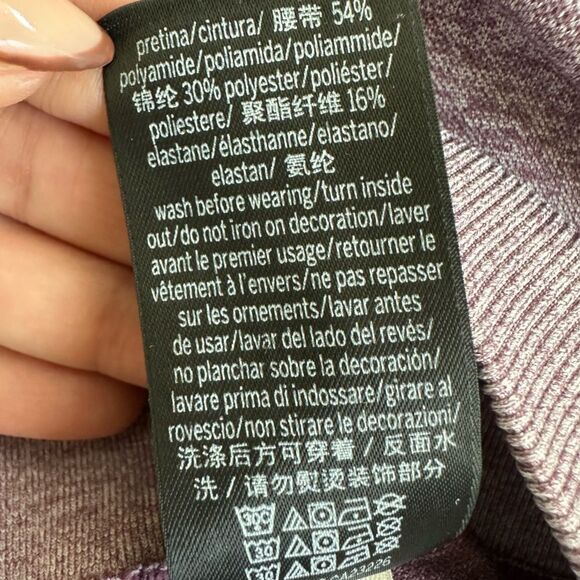 pretina/cintura/ 腰带 54%
polyamide/poliamida/poliammide/
锦纶 30% polyester/poliéster/
poliestere/ 聚酯纤维 16%
elastane/élasthanne/elastano/
elastan/ 氨纶
wash before wearing/turn inside
out/do not iron on decoration/laver
avant le premier usage/retourner le
vêtement à l'envers/ne pas repasser
sur les ornements/lavar antes
de usar/lavar del lado del revés/
no planchar sobre la decoración/
lavare prima di indossare/girare al
rovescio/non stirare le decorazioni/
洗涤后方可穿着 / 反面水
洗 / 请勿熨烫装饰部分
30C
30
CA23226